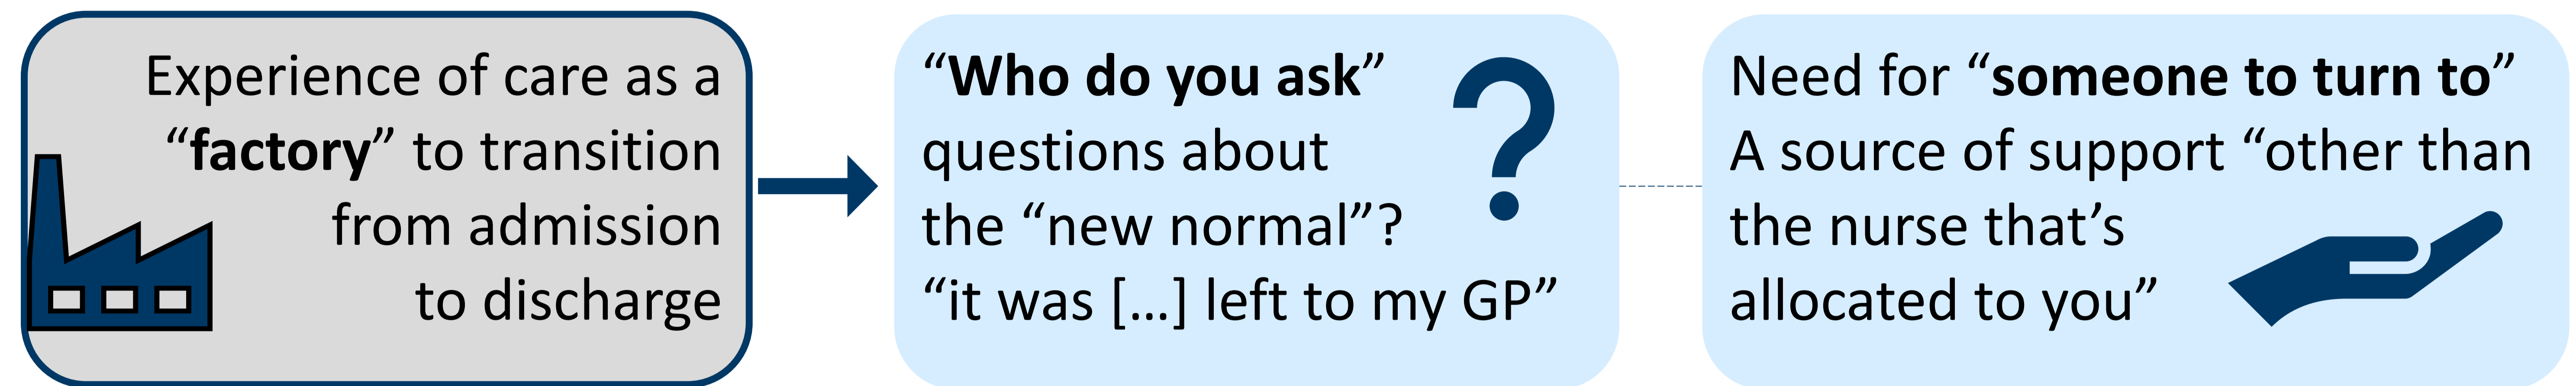 Experience of care as a
“factory” to transition
from admission
to discharge
“Who do you ask”
questions about
the “new normal”?
“it was [...] left to my GP”
Need for “someone to turn to”
A source of support “other than
the nurse that’s
allocated to you”